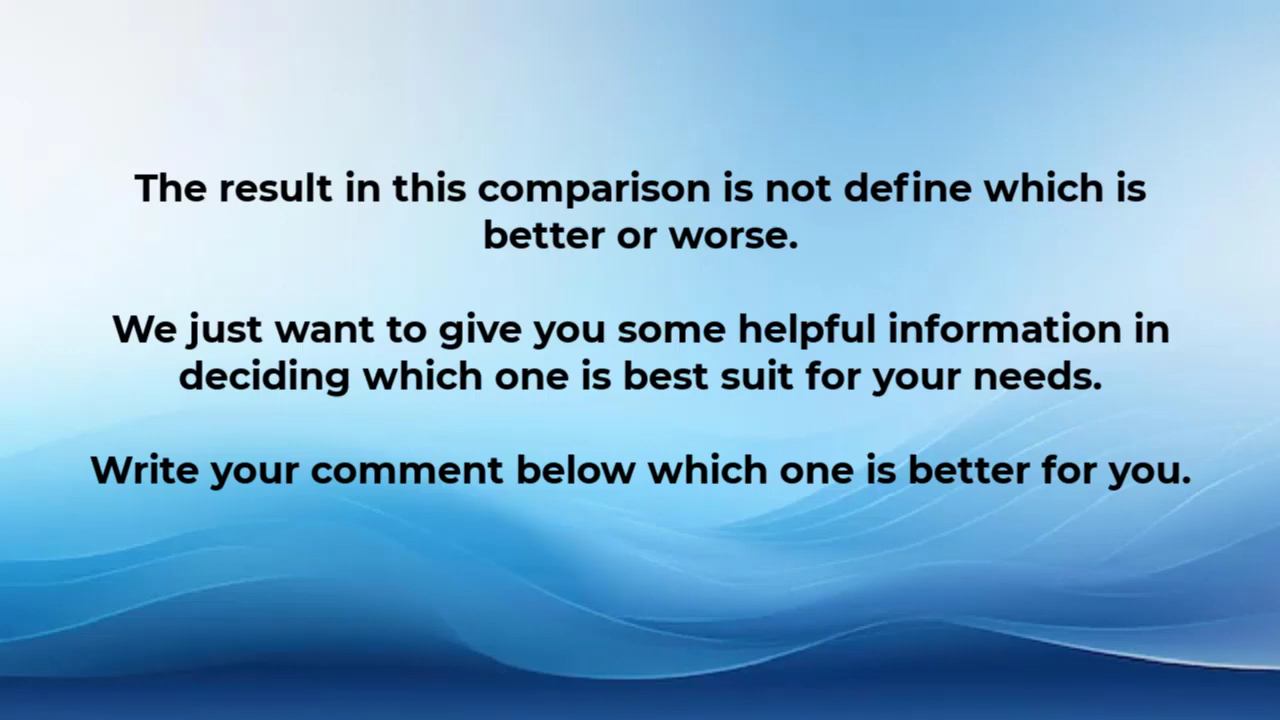 The result in this comparison is not define which is
better or worse.
We just want to give you some helpful information in
deciding which one is best suit for your needs.
Write your comment below which one is better for you.